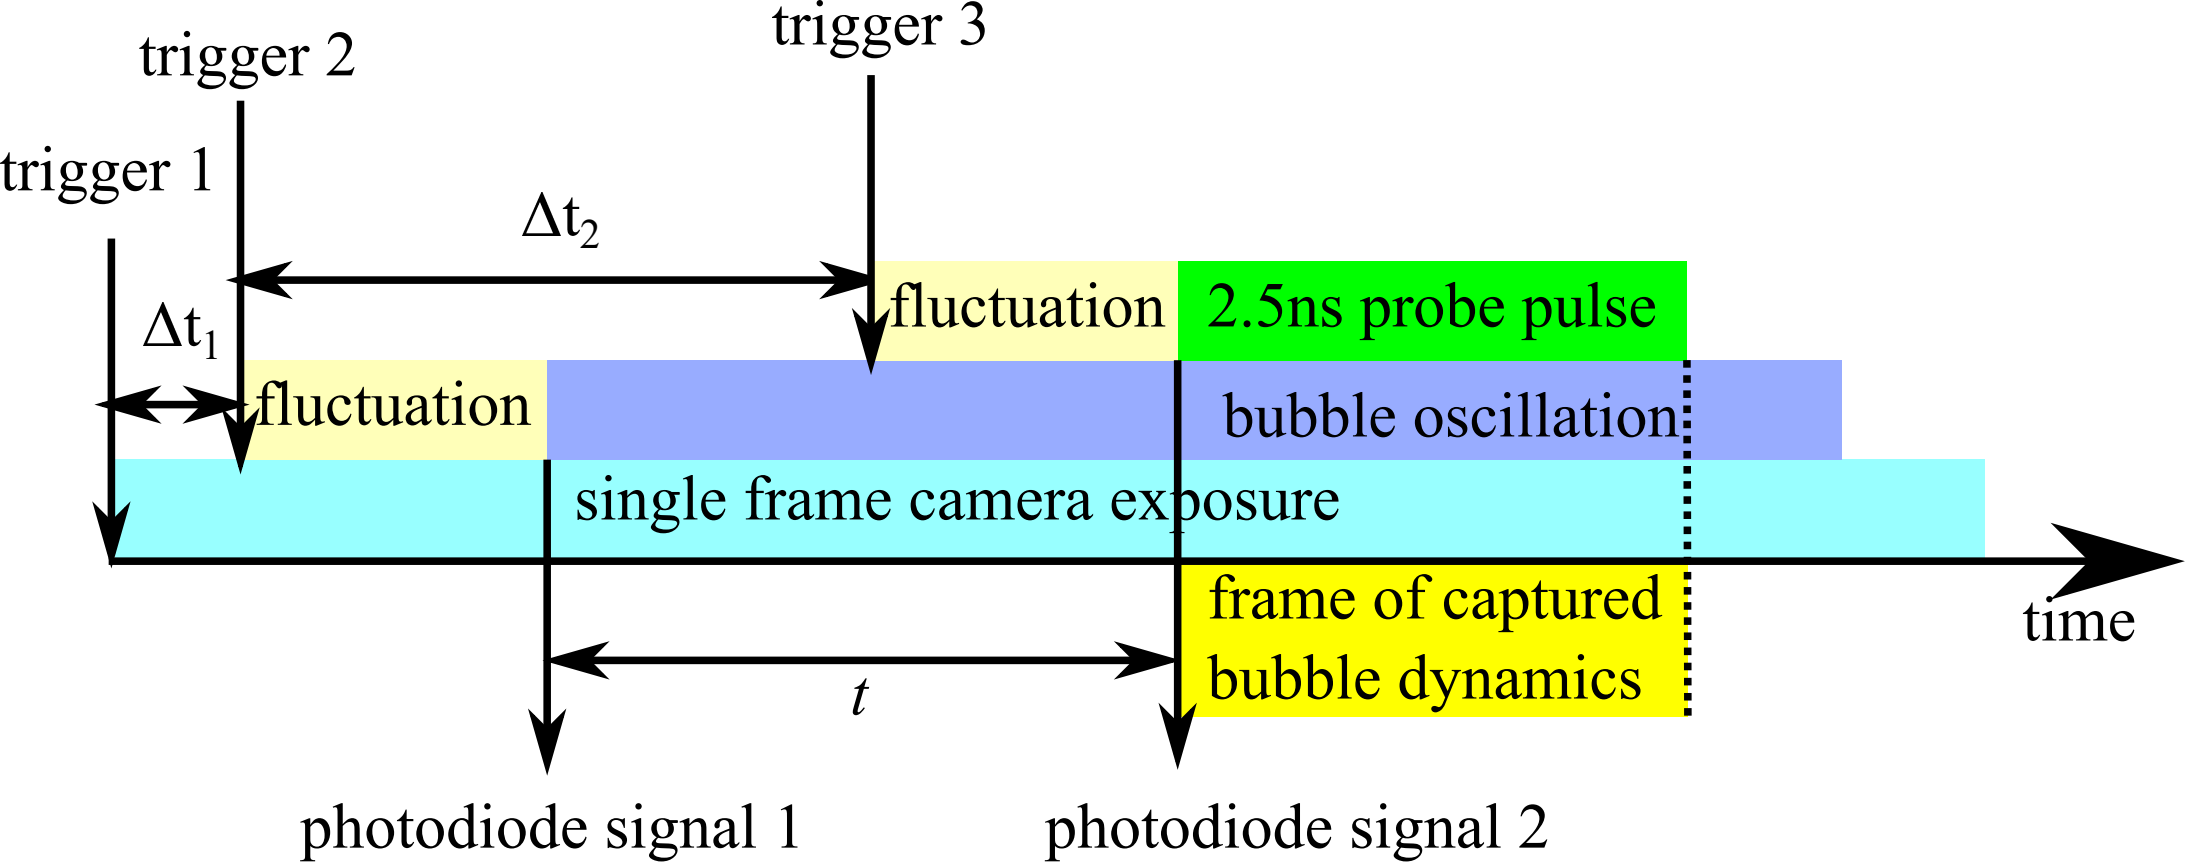 trigger 3
trigger 2
trigger 1
Δt₂
fluctuation
2.5ns probe pulse
Δt₁
fluctuation
bubble oscillation
single frame camera exposure
frame of captured
bubble dynamics
time
t
photodiode signal 1
photodiode signal 2